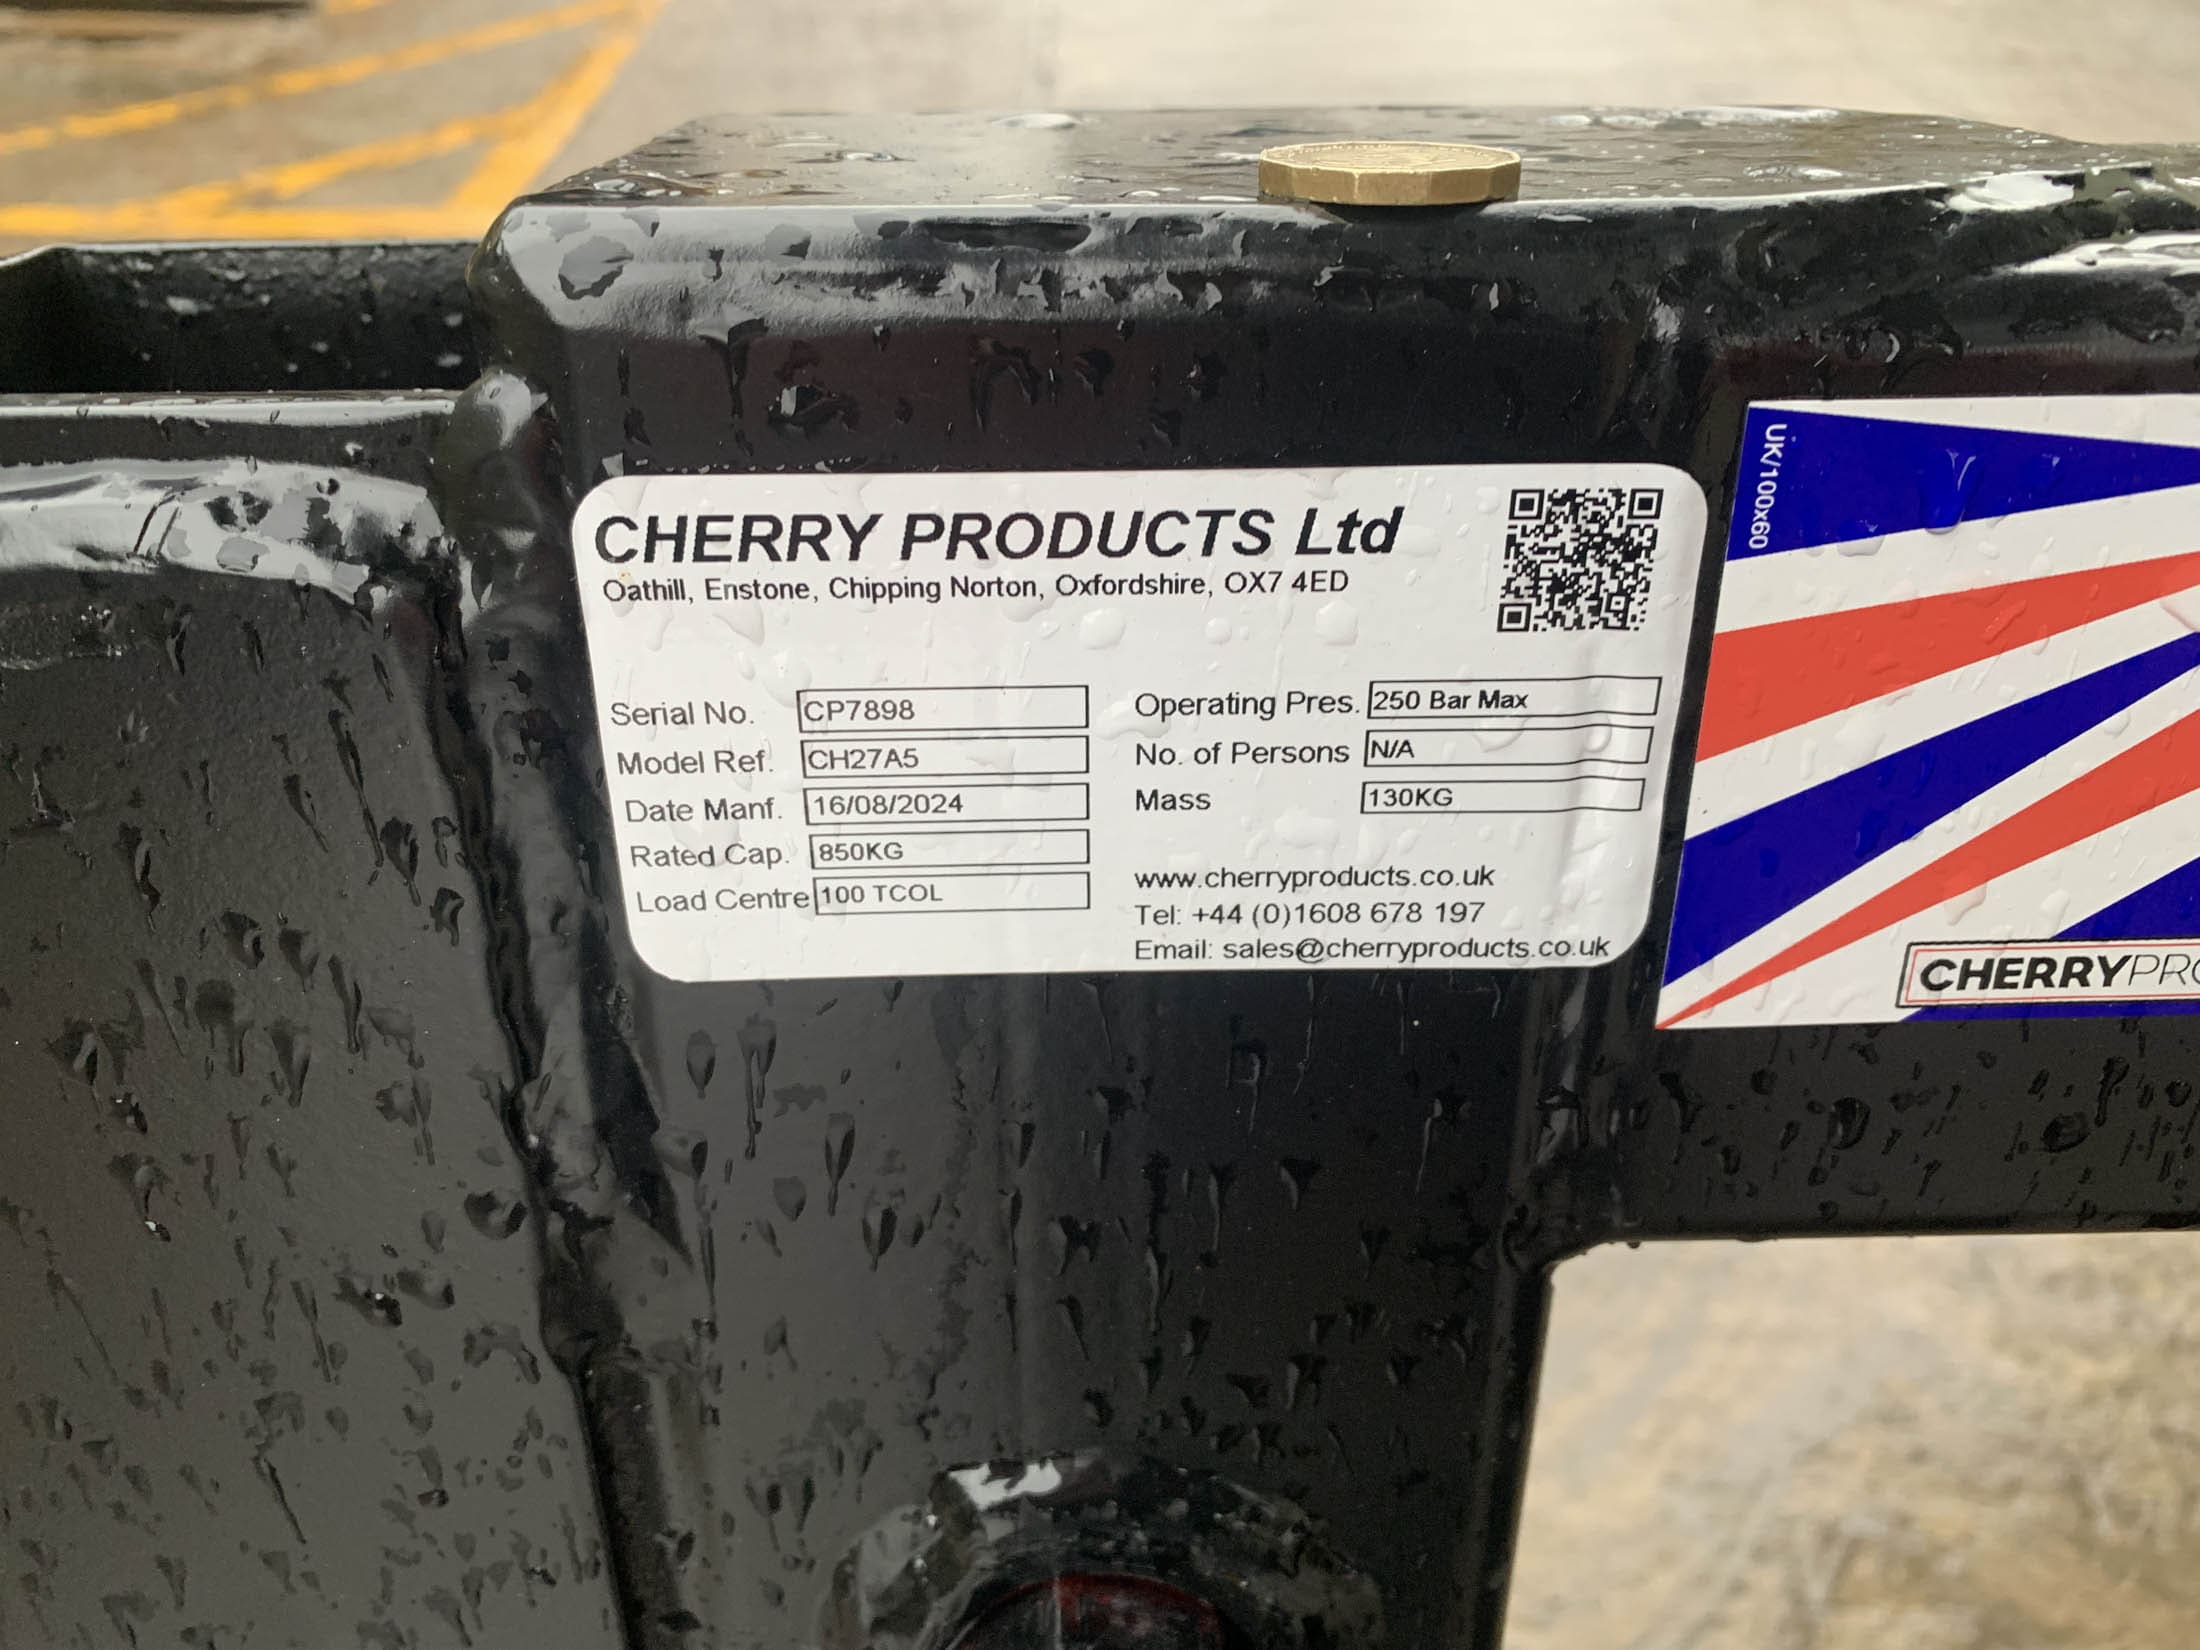 CHERRY PRODUCTS Ltd
Oathill, Enstone, Chipping Norton, Oxfordshire, OX7 4ED
Serial No. CP7898
Model Ref. CH27A5
Date Manf. 16/08/2024
Rated Cap. 850KG
Load Centre 100 TCOL
Operating Pres. 250 Bar Max
No. of Persons N/A
Mass 130KG
www.cherryproducts.co.uk
Tel: +44 (0)1608 678 197
Email: sales@cherryproducts.co.uk
UK/100x60
CHERRYPRO